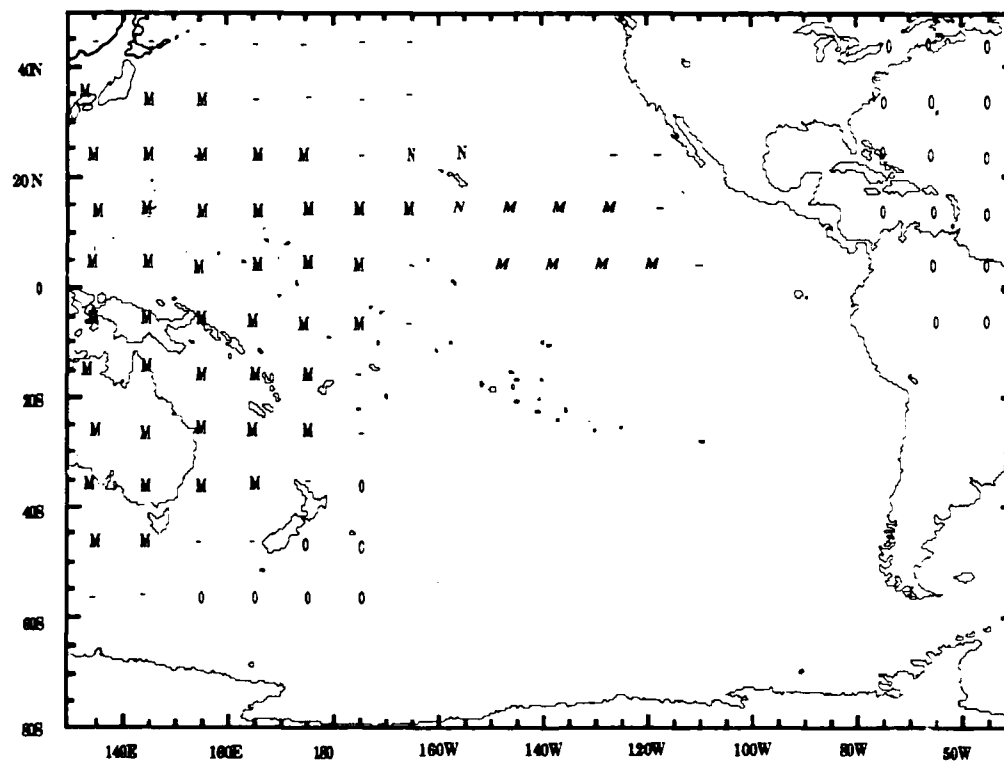 - - - - - - O O O
40N
M M M - - - - O O O
M M M M M - N N - - O O O
20N
M M M M M M M N M M M - O O O
M M M M M M - M M M M - O O
0
M M M M M M - O O
M M M M M -
20S
M M M M M -
M M M M - O
40S
M M - - O C
- - O O O O
60S
80S
140E 160E 180 160W 140W 120W 100W 80W 50W